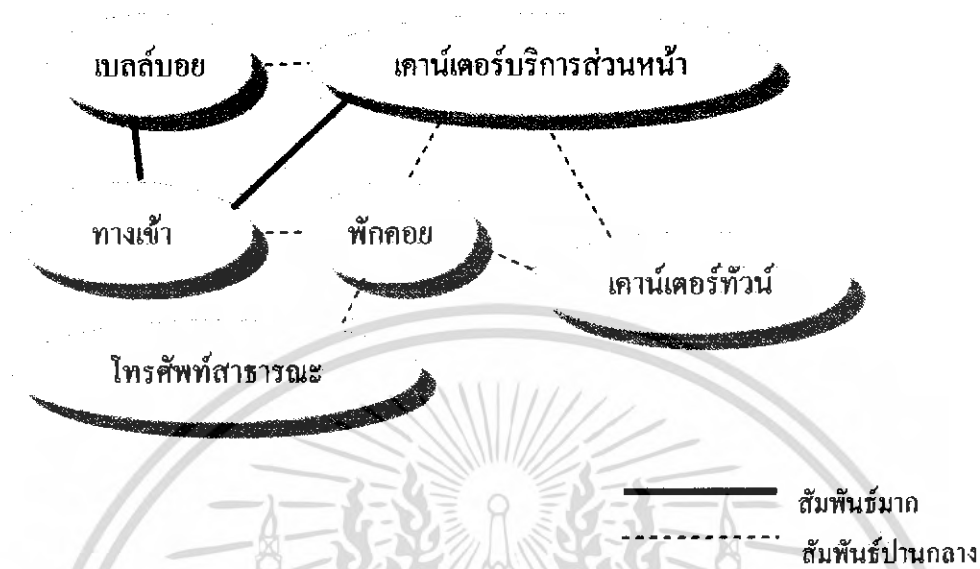 เบลล์บอย
เคาน์เตอร์บริการส่วนหน้า
ทางเข้า
พักคอย
เคาน์เตอร์ทัวน์
โทรศัพท์สาธารณะ
สัมพันธ์มาก
สัมพันธ์ปานกลาง